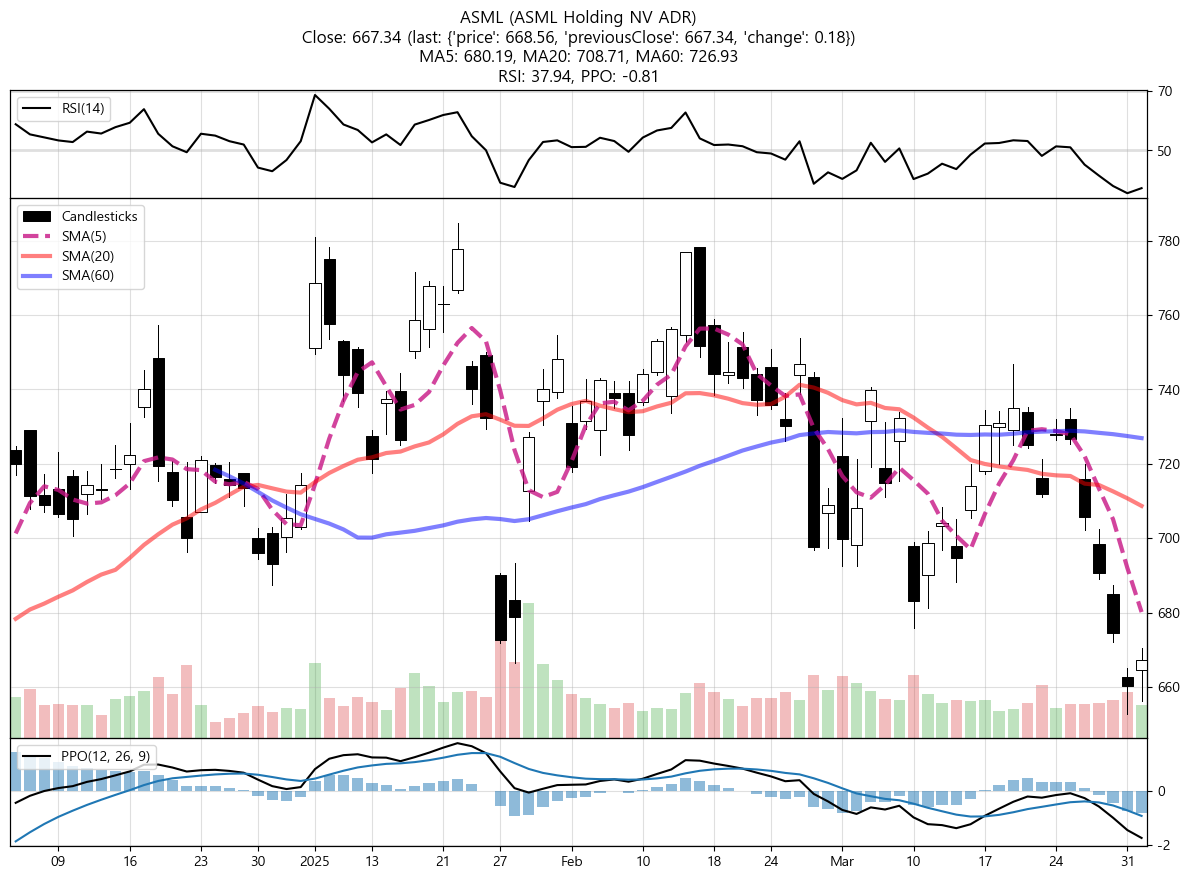 ASML (ASML Holding NV ADR)
Close: 667.34 (last: {'price': 668.56, 'previousClose': 667.34, 'change': 0.18})
MA5: 680.19, MA20: 708.71, MA60: 726.93
RSI: 37.94, PPO: -0.81
RSI(14)
70
50
Candlesticks
SMA(5)
SMA(20)
SMA(60)
780
760
740
720
700
680
660
PPO(12, 26, 9)
0
-2
09 16 23 30 2025 13 21 27 Feb 10 18 24 Mar 10 17 24 31